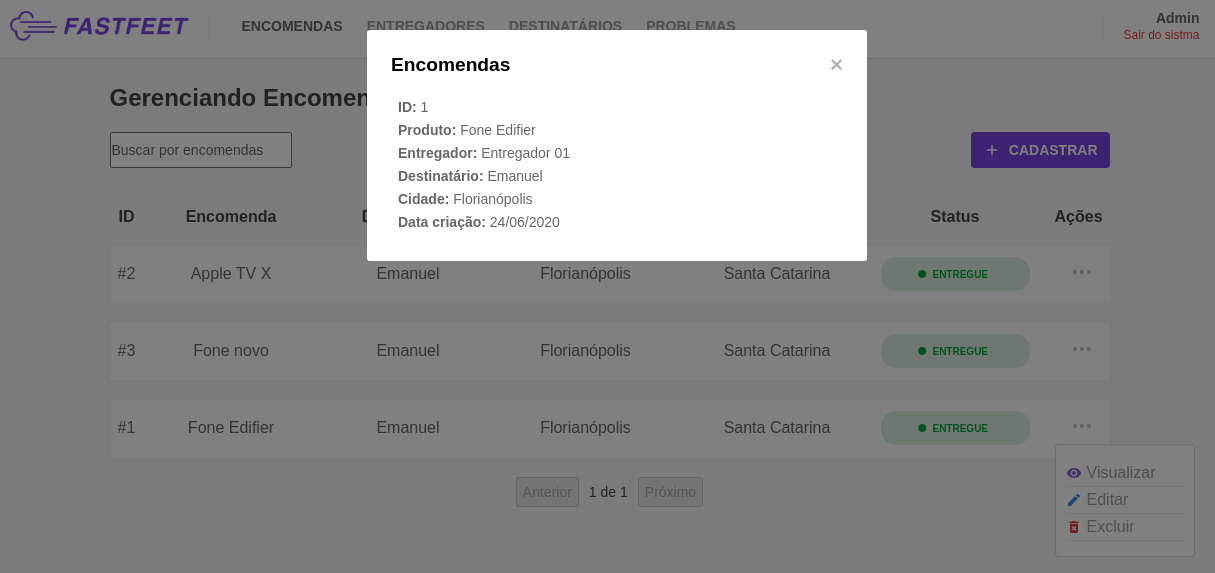 FASTFEET
ENCOMENDAS ENTREGADORES DESTINATÁRIOS PROBLEMAS
Admin
Sair do sistma
Encomendas ×
ID: 1
Produto: Fone Edifier
Entregador: Entregador 01
Destinatário: Emanuel
Cidade: Florianópolis
Data criação: 24/06/2020
Gerenciando Encomen
Buscar por encomendas
+ CADASTRAR
ID Encomenda Status Ações
#2 Apple TV X Emanuel Florianópolis Santa Catarina ENTREGUE ...
#3 Fone novo Emanuel Florianópolis Santa Catarina ENTREGUE ...
#1 Fone Edifier Emanuel Florianópolis Santa Catarina ENTREGUE ...
Visualizar
Editar
Excluir
Anterior 1 de 1 Próximo